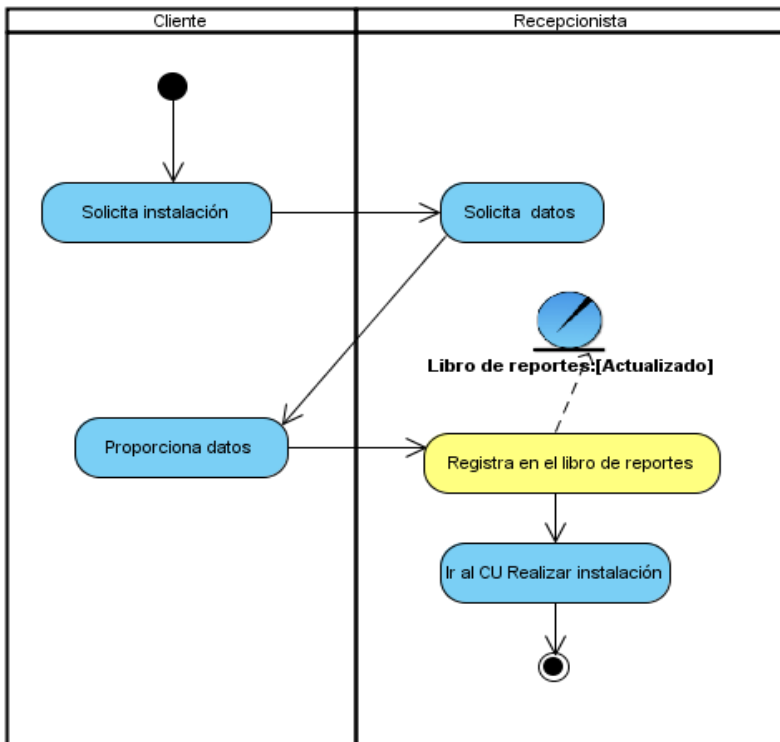 Cliente
Recepcionista
Solicita instalación
Solicita datos
Libro de reportes:[Actualizado]
Proporciona datos
Registra en el libro de reportes
Ir al CU Realizar instalación